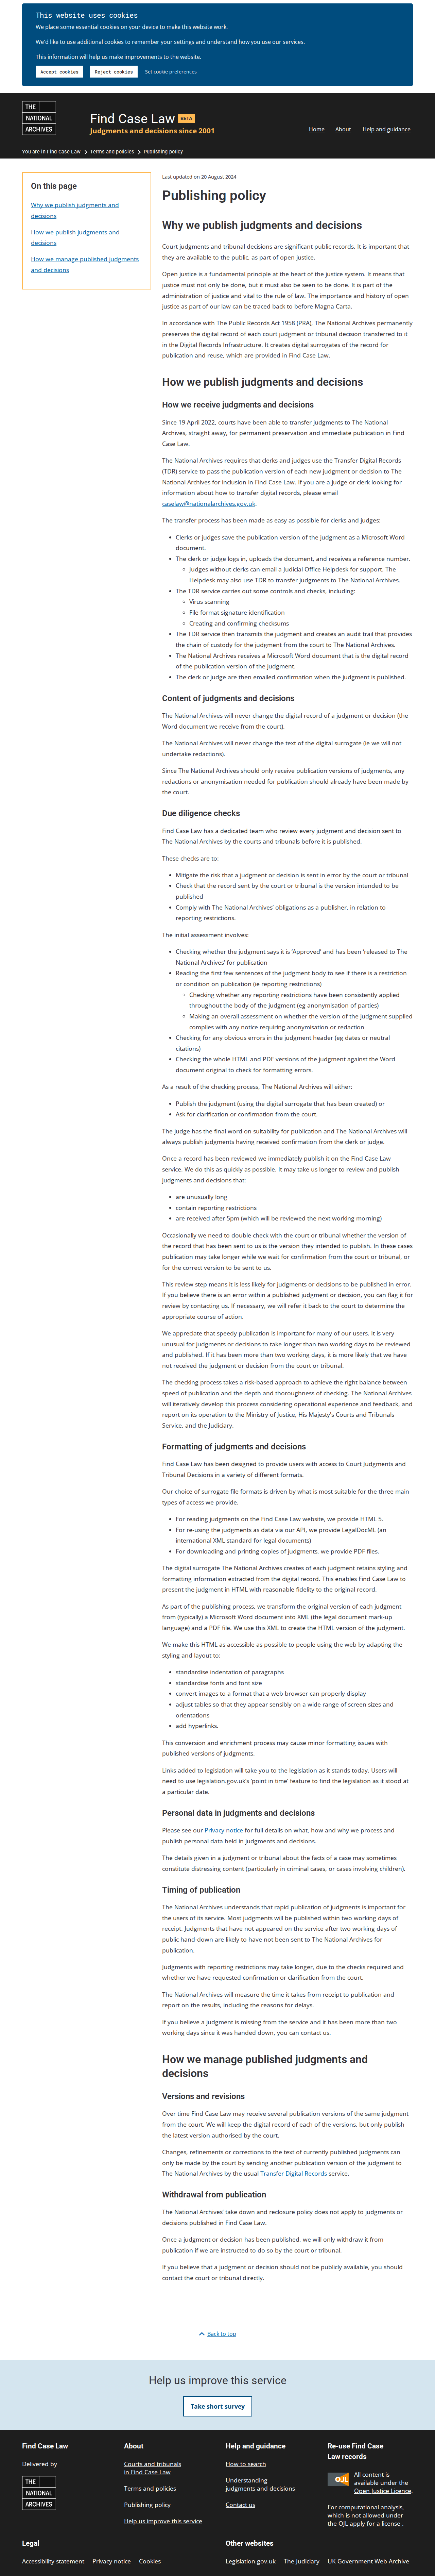 This website uses cookies
We place some essential cookies on your device to make this website work.
We'd like to use additional cookies to remember your settings and understand how you use our services.
This information will help us make improvements to the website.
Accept cookies
Reject cookies
Set cookie preferences
THE
NATIONAL
ARCHIVES
Find Case Law BETA
Judgments and decisions since 2001
Home
About
Help and guidance
You are in Find Case Law > Terms and policies > Publishing policy
On this page
Why we publish judgments and
decisions
How we publish judgments and
decisions
How we manage published judgments
and decisions
Last updated on 20 August 2024
Publishing policy
Why we publish judgments and decisions
Court judgments and tribunal decisions are significant public records. It is important that
they are available to the public, as part of open justice.
Open justice is a fundamental principle at the heart of the justice system. It means that
justice must not only be done, but it must also be seen to be done. It is part of the
administration of justice and vital to the rule of law. The importance and history of open
justice as part of our law can be traced back to before Magna Carta.
In accordance with The Public Records Act 1958 (PRA), The National Archives permanently
preserves the digital record of each court judgment or tribunal decision transferred to it
in the Digital Records Infrastructure. It creates digital surrogates of the record for
publication and reuse, which are provided in Find Case Law.
How we publish judgments and decisions
How we receive judgments and decisions
Since 19 April 2022, courts have been able to transfer judgments to The National
Archives, straight away, for permanent preservation and immediate publication in Find
Case Law.
The National Archives requires that clerks and judges use the Transfer Digital Records
(TDR) service to pass the publication version of each new judgment or decision to The
National Archives for inclusion in Find Case Law. If you are a judge or clerk looking for
information about how to transfer digital records, please email
caselaw@nationalarchives.gov.uk.
The transfer process has been made as easy as possible for clerks and judges:
• Clerks or judges save the publication version of the judgment as a Microsoft Word
document.
• The clerk or judge logs in, uploads the document, and receives a reference number.
◦ Judges without clerks can email a Judicial Office Helpdesk for support. The
Helpdesk may also use TDR to transfer judgments to The National Archives.
• The TDR service carries out some controls and checks, including:
◦ Virus scanning
◦ File format signature identification
◦ Creating and confirming checksums
• The TDR service then transmits the judgment and creates an audit trail that provides
the chain of custody for the judgment from the court to The National Archives.
• The National Archives receives a Microsoft Word document that is the digital record
of the publication version of the judgment.
• The clerk or judge are then emailed confirmation when the judgment is published.
Content of judgments and decisions
The National Archives will never change the digital record of a judgment or decision (the
Word document we receive from the court).
The National Archives will never change the text of the digital surrogate (ie we will not
undertake redactions).
Since The National Archives should only receive publication versions of judgments, any
redactions or anonymisation needed for publication should already have been made by
the court.
Due diligence checks
Find Case Law has a dedicated team who review every judgment and decision sent to
The National Archives by the courts and tribunals before it is published.
These checks are to:
• Mitigate the risk that a judgment or decision is sent in error by the court or tribunal
• Check that the record sent by the court or tribunal is the version intended to be
published
• Comply with The National Archives' obligations as a publisher, in relation to
reporting restrictions.
The initial assessment involves:
• Checking whether the judgment says it is 'Approved' and has been 'released to The
National Archives' for publication
• Reading the first few sentences of the judgment body to see if there is a restriction
or condition on publication (ie reporting restrictions)
◦ Checking whether any reporting restrictions have been consistently applied
throughout the body of the judgment (eg anonymisation of parties)
◦ Making an overall assessment on whether the version of the judgment supplied
complies with any notice requiring anonymisation or redaction
• Checking for any obvious errors in the judgment header (eg dates or neutral
citations)
• Checking the whole HTML and PDF versions of the judgment against the Word
document original to check for formatting errors.
As a result of the checking process, The National Archives will either:
• Publish the judgment (using the digital surrogate that has been created) or
• Ask for clarification or confirmation from the court.
The judge has the final word on suitability for publication and The National Archives will
always publish judgments having received confirmation from the clerk or judge.
Once a record has been reviewed we immediately publish it on the Find Case Law
service. We do this as quickly as possible. It may take us longer to review and publish
judgments and decisions that:
• are unusually long
• contain reporting restrictions
• are received after 5pm (which will be reviewed the next working morning)
Occasionally we need to double check with the court or tribunal whether the version of
the record that has been sent to us is the version they intended to publish. In these cases
publication may take longer while we wait for confirmation from the court or tribunal, or
for the correct version to be sent to us.
This review step means it is less likely for judgments or decisions to be published in error.
If you believe there is an error within a published judgment or decision, you can flag it for
review by contacting us. If necessary, we will refer it back to the court to determine the
appropriate course of action.
We appreciate that speedy publication is important for many of our users. It is very
unusual for judgments or decisions to take longer than two working days to be reviewed
and published. If it has been more than two working days, it is more likely that we have
not received the judgment or decision from the court or tribunal.
The checking process takes a risk-based approach to achieve the right balance between
speed of publication and the depth and thoroughness of checking. The National Archives
will iteratively develop this process considering operational experience and feedback, and
report on its operation to the Ministry of Justice, His Majesty's Courts and Tribunals
Service, and the Judiciary.
Formatting of judgments and decisions
Find Case Law has been designed to provide users with access to Court Judgments and
Tribunal Decisions in a variety of different formats.
Our choice of surrogate file formats is driven by what is most suitable for the three main
types of access we provide.
• For reading judgments on the Find Case Law website, we provide HTML 5.
• For re-using the judgments as data via our API, we provide LegalDocML (an
international XML standard for legal documents)
• For downloading and printing copies of judgments, we provide PDF files.
The digital surrogate The National Archives creates of each judgment retains styling and
formatting information extracted from the digital record. This enables Find Case Law to
present the judgment in HTML with reasonable fidelity to the original record.
As part of the publishing process, we transform the original version of each judgment
from (typically) a Microsoft Word document into XML (the legal document mark-up
language) and a PDF file. We use this XML to create the HTML version of the judgment.
We make this HTML as accessible as possible to people using the web by adapting the
styling and layout to:
• standardise indentation of paragraphs
• standardise fonts and font size
• convert images to a format that a web browser can properly display
• adjust tables so that they appear sensibly on a wide range of screen sizes and
orientations
• add hyperlinks.
This conversion and enrichment process may cause minor formatting issues with
published versions of judgments.
Links added to legislation will take you to the legislation as it stands today. Users will
need to use legislation.gov.uk's 'point in time' feature to find the legislation as it stood at
a particular date.
Personal data in judgments and decisions
Please see our Privacy notice for full details on what, how and why we process and
publish personal data held in judgments and decisions.
The details given in a judgment or tribunal about the facts of a case may sometimes
constitute distressing content (particularly in criminal cases, or cases involving children).
Timing of publication
The National Archives understands that rapid publication of judgments is important for
the users of its service. Most judgments will be published within two working days of
receipt. Judgments that have not appeared on the service after two working days of
public hand-down are likely to have not been sent to The National Archives for
publication.
Judgments with reporting restrictions may take longer, due to the checks required and
whether we have requested confirmation or clarification from the court.
The National Archives will measure the time it takes from receipt to publication and
report on the results, including the reasons for delays.
If you believe a judgment is missing from the service and it has been more than two
working days since it was handed down, you can contact us.
How we manage published judgments and
decisions
Versions and revisions
Over time Find Case Law may receive several publication versions of the same judgment
from the court. We will keep the digital record of each of the versions, but only publish
the latest version authorised by the court.
Changes, refinements or corrections to the text of currently published judgments can
only be made by the court by sending another publication version of the judgment to
The National Archives by the usual Transfer Digital Records service.
Withdrawal from publication
The National Archives' take down and reclosure policy does not apply to judgments or
decisions published in Find Case Law.
Once a judgment or decision has been published, we will only withdraw it from
publication if we are instructed to do so by the court or tribunal.
If you believe that a judgment or decision should not be publicly available, you should
contact the court or tribunal directly.
Back to top
Help us improve this service
Take short survey
Find Case Law
Delivered by
THE
NATIONAL
ARCHIVES
About
Courts and tribunals
in Find Case Law
Terms and policies
Publishing policy
Help us improve this service
Help and guidance
How to search
Understanding
judgments and decisions
Contact us
Re-use Find Case
Law records
OJL
All content is
available under the
Open Justice Licence.
For computational analysis,
which is not allowed under
the OJL apply for a license .
Legal
Accessibility statement
Privacy notice
Cookies
Other websites
Legislation.gov.uk
The Judiciary
UK Government Web Archive